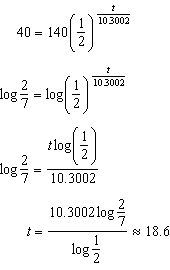 40 = 140(1/2)^(t/10.3002)
log 2/7 = log(1/2)^(t/10.3002)
log 2/7 = t log(1/2)/10.3002
t = 10.3002 log 2/7 / log 1/2 ≈ 18.6